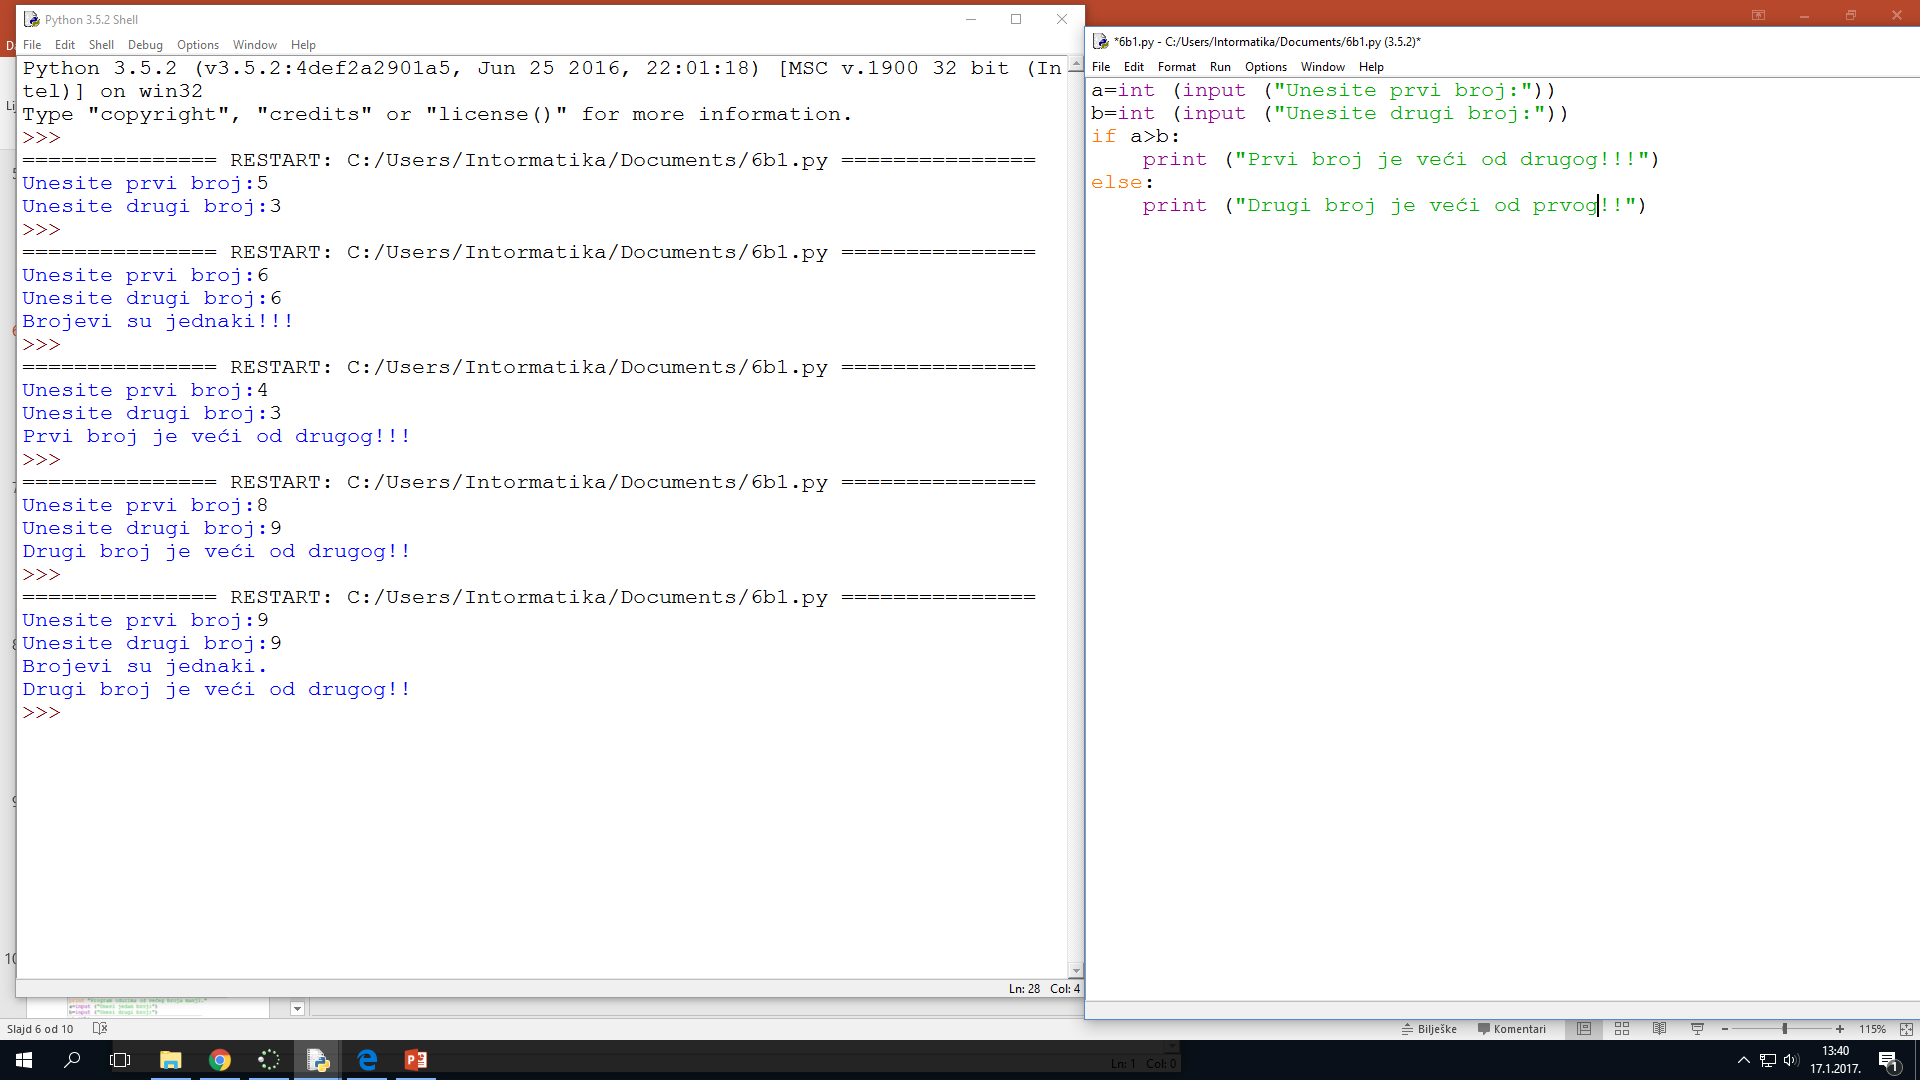 Python 3.5.2 Shell
File Edit Shell Debug Options Window Help
Python 3.5.2 (v3.5.2:4def2a2901a5, Jun 25 2016, 22:01:18) [MSC v.1900 32 bit (In
tel)] on win32
Type "copyright", "credits" or "license()" for more information.
>>>
=============== RESTART: C:/Users/Intormatika/Documents/6b1.py ===============
Unesite prvi broj:5
Unesite drugi broj:3
>>>
=============== RESTART: C:/Users/Intormatika/Documents/6b1.py ===============
Unesite prvi broj:6
Unesite drugi broj:6
Brojevi su jednaki!!!
>>>
=============== RESTART: C:/Users/Intormatika/Documents/6b1.py ===============
Unesite prvi broj:4
Unesite drugi broj:3
Prvi broj je veći od drugog!!!
>>>
=============== RESTART: C:/Users/Intormatika/Documents/6b1.py ===============
Unesite prvi broj:8
Unesite drugi broj:9
Drugi broj je veći od drugog!!
>>>
=============== RESTART: C:/Users/Intormatika/Documents/6b1.py ===============
Unesite prvi broj:9
Unesite drugi broj:9
Brojevi su jednaki.
Drugi broj je veći od drugog!!
>>>
Ln: 28 Col: 4
*6b1.py - C:/Users/Intormatika/Documents/6b1.py (3.5.2)*
File Edit Format Run Options Window Help
a=int (input ("Unesite prvi broj:"))
b=int (input ("Unesite drugi broj:"))
if a>b:
    print ("Prvi broj je veći od drugog!!!")
else:
    print ("Drugi broj je veći od prvog!!")
Slajd 6 od 10
Bilješke Komentari 115%
Ln: 1 Col: 0
13:40
17.1.2017.
1